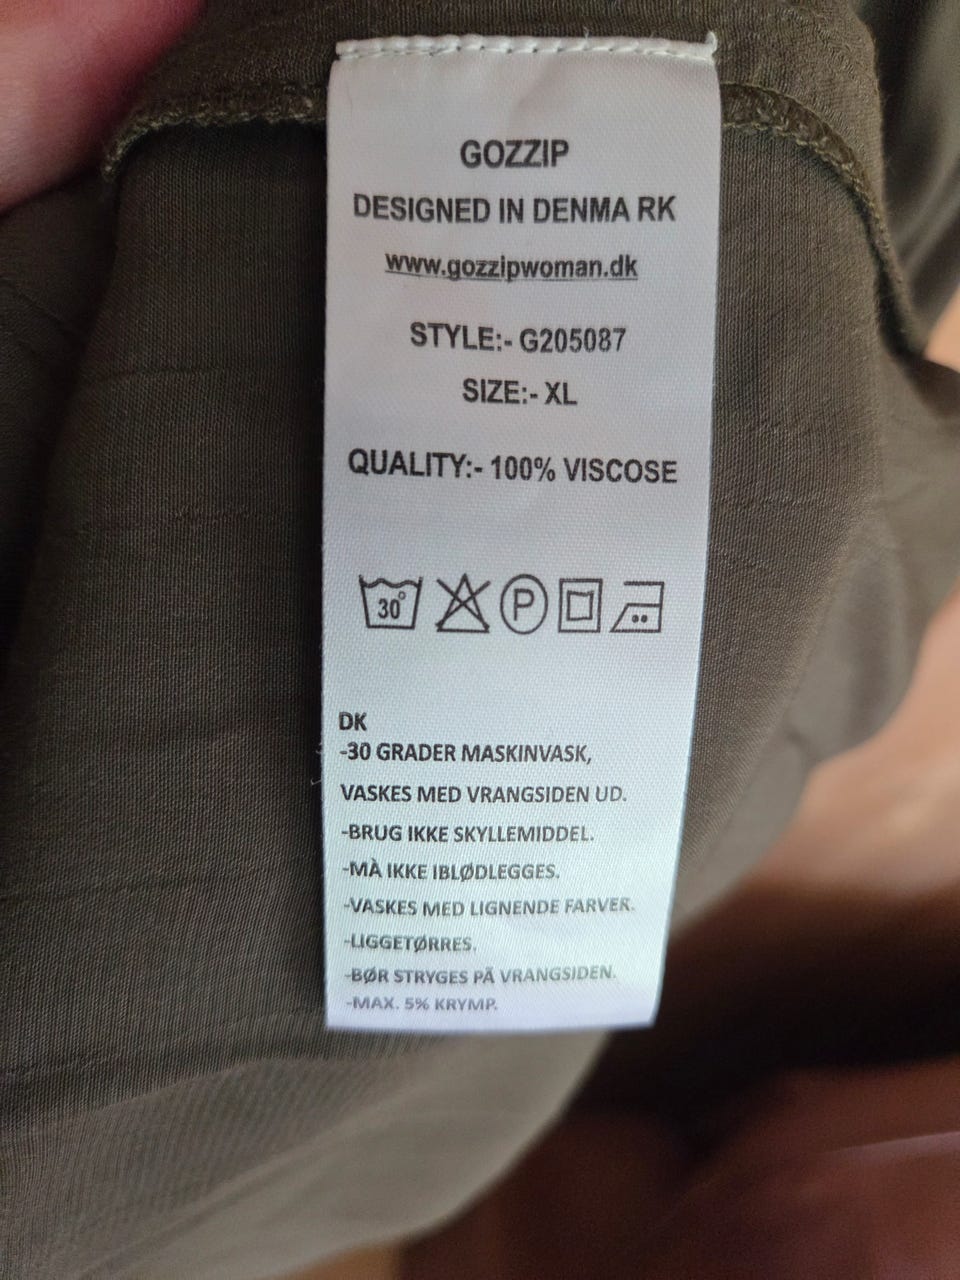 GOZZIP
DESIGNED IN DENMA RK
www.gozzipwoman.dk
STYLE:- G205087
SIZE:- XL
QUALITY:- 100% VISCOSE
30° P
DK
-30 GRADER MASKINVASK,
VASKES MED VRANGSIDEN UD.
-BRUG IKKE SKYLLEMIDDEL.
-MÀ IKKE IBLØDLEGGES.
-VASKES MED LIGNENDE FARVER.
-LIGGETØRRES.
-BØR STRYGES PÅ VRANGSIDEN.
-MAX. 5% KRYMP.